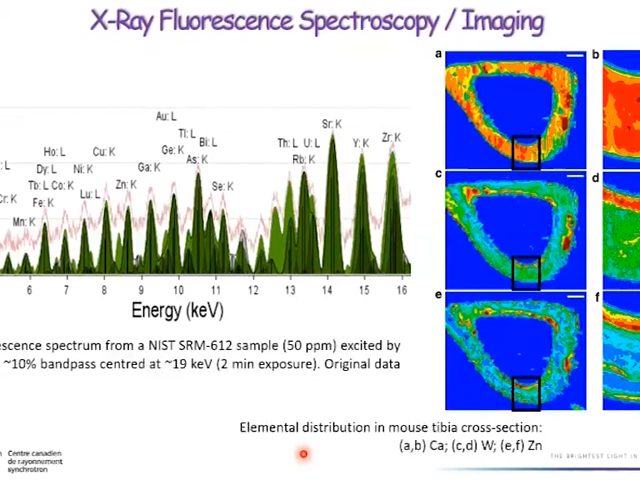 X-Ray Fluorescence Spectroscopy / Imaging
a
b
Au: L
Tl: L
Bi: L
Sr: K
Zr: K
Ho: L
Cu: K
Ge: K
As: K
Th: L
U: L
Rb: K
Y: K
: L
Dy: L
Ni: K
Ga: K
Tb: L
Co: K
Zn: K
Se: K
Cr: K
Fe: K
Lu: L
Mn: K
c
d
e
f
6 7 8 9 10 11 12 13 14 15 16
Energy (keV)
escence spectrum from a NIST SRM-612 sample (50 ppm) excited by
~10% bandpass centred at ~19 keV (2 min exposure). Original data
Elemental distribution in mouse tibia cross-section:
(a,b) Ca; (c,d) W; (e,f) Zn
Centre canadien
de rayonnement
synchrotron
THE BRIGHTEST LIGHT IN